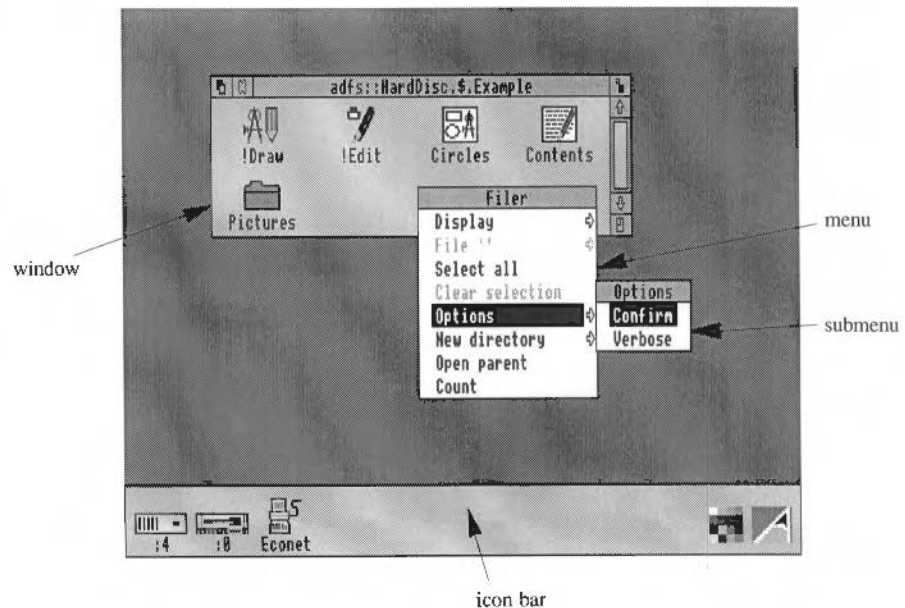 adfs::HardDisc.$.Example
!Draw
!Edit
Circles
Contents
Pictures
Filer
Display
File ''
Select all
Clear selection
Options
New directory
Open parent
Count
Options
Confirm
Verbose
window
menu
submenu
:4
:0
Econet
5
icon bar